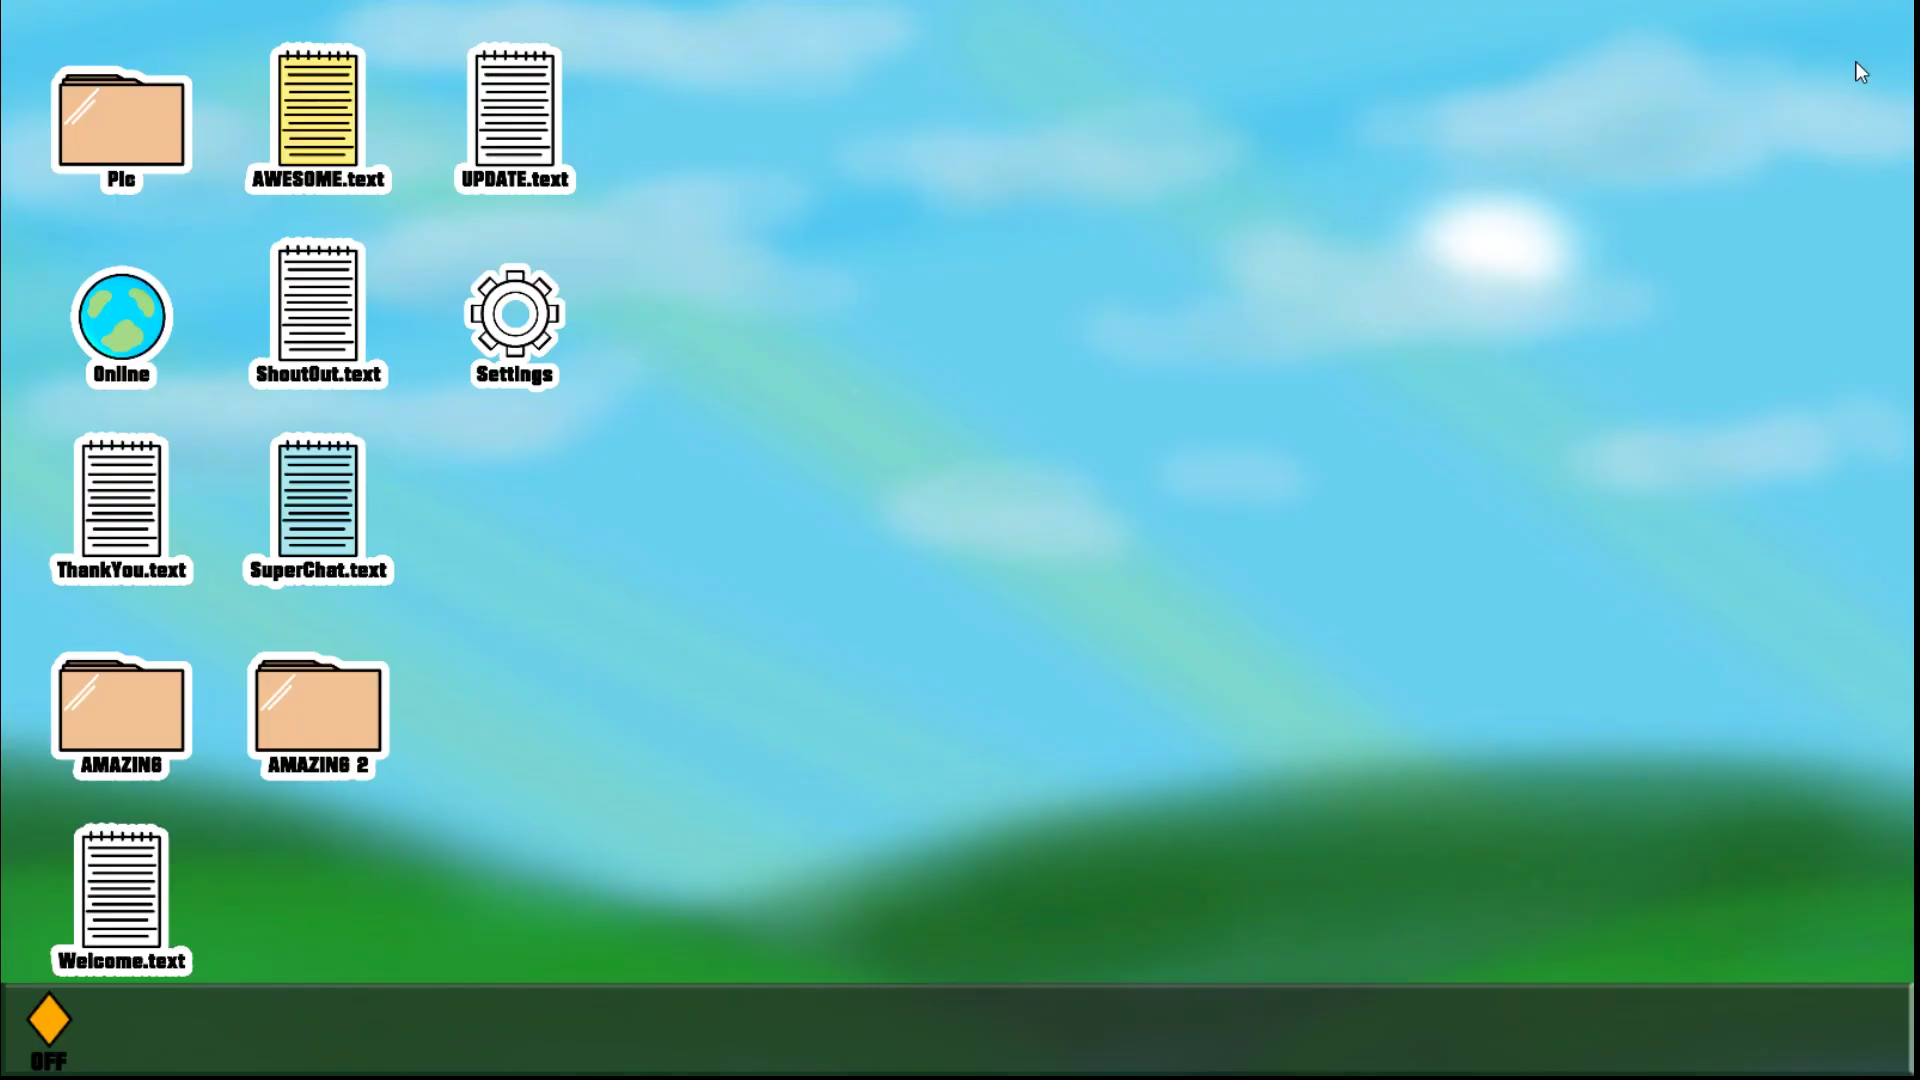 Pic
AWESOME.text
UPDATE.text
Online
ShoutOut.text
Settings
ThankYou.text
SuperChat.text
AMAZING
AMAZING 2
Welcome.text
OFF